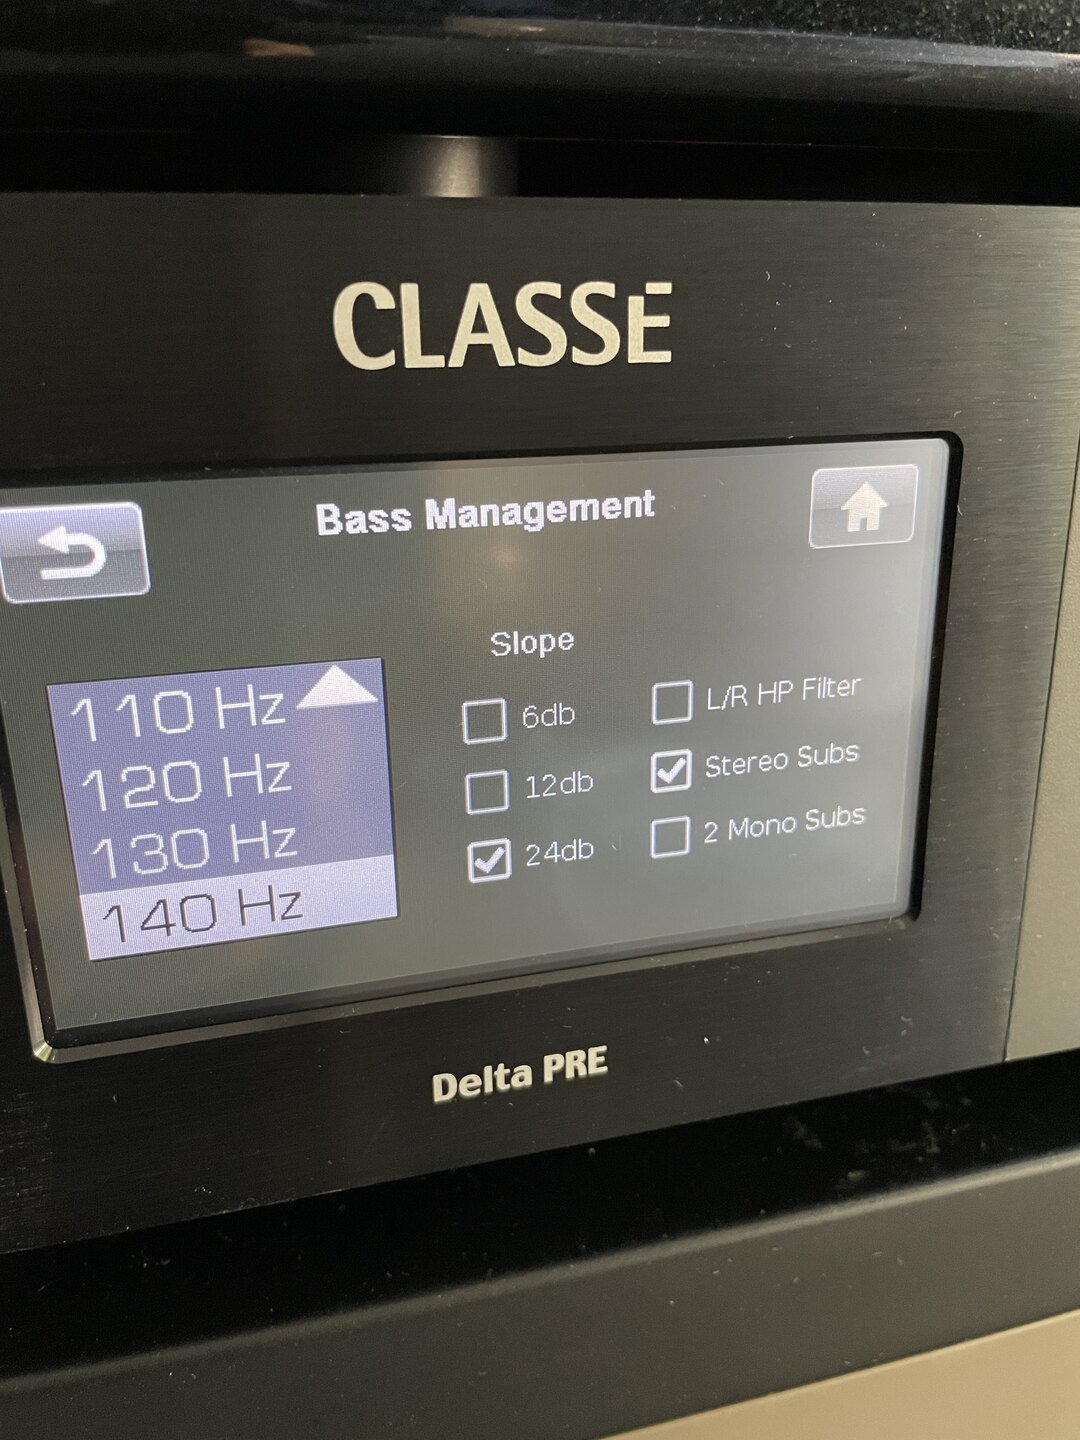 CLASSÉ
Bass Management
Slope
110 Hz
120 Hz
130 Hz
140 Hz
6db
12db
24db
L/R HP Filter
Stereo Subs
2 Mono Subs
Delta PRE